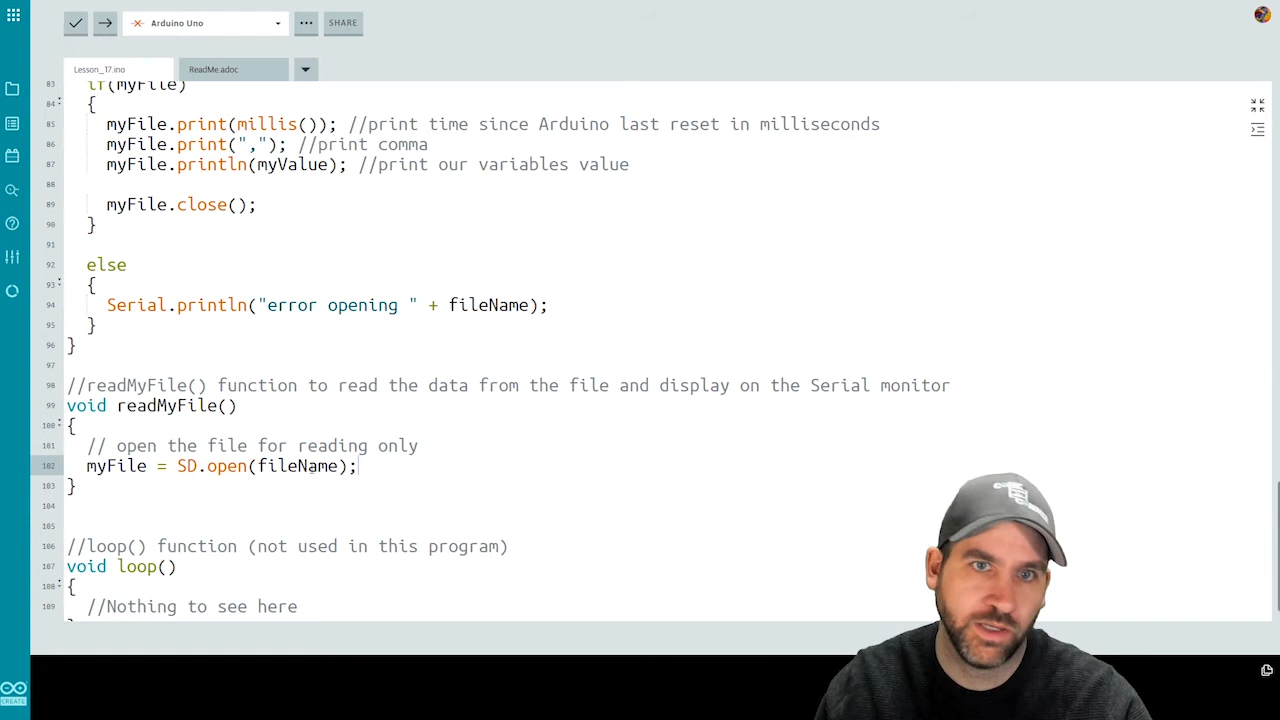 Arduino Uno
SHARE
Lesson_17.ino
ReadMe.adoc
83 if(myFile)
84 {
85 myFile.print(millis()); //print time since Arduino last reset in milliseconds
86 myFile.print(","); //print comma
87 myFile.println(myValue); //print our variables value
88
89 myFile.close();
90 }
91
92 else
93 {
94 Serial.println("error opening " + fileName);
95 }
96 }
97
98 //readMyFile() function to read the data from the file and display on the Serial monitor
99 void readMyFile()
100 {
101 // open the file for reading only
102 myFile = SD.open(fileName);
103 }
104
105
106 //loop() function (not used in this program)
107 void loop()
108 {
109 //Nothing to see here
CREATE